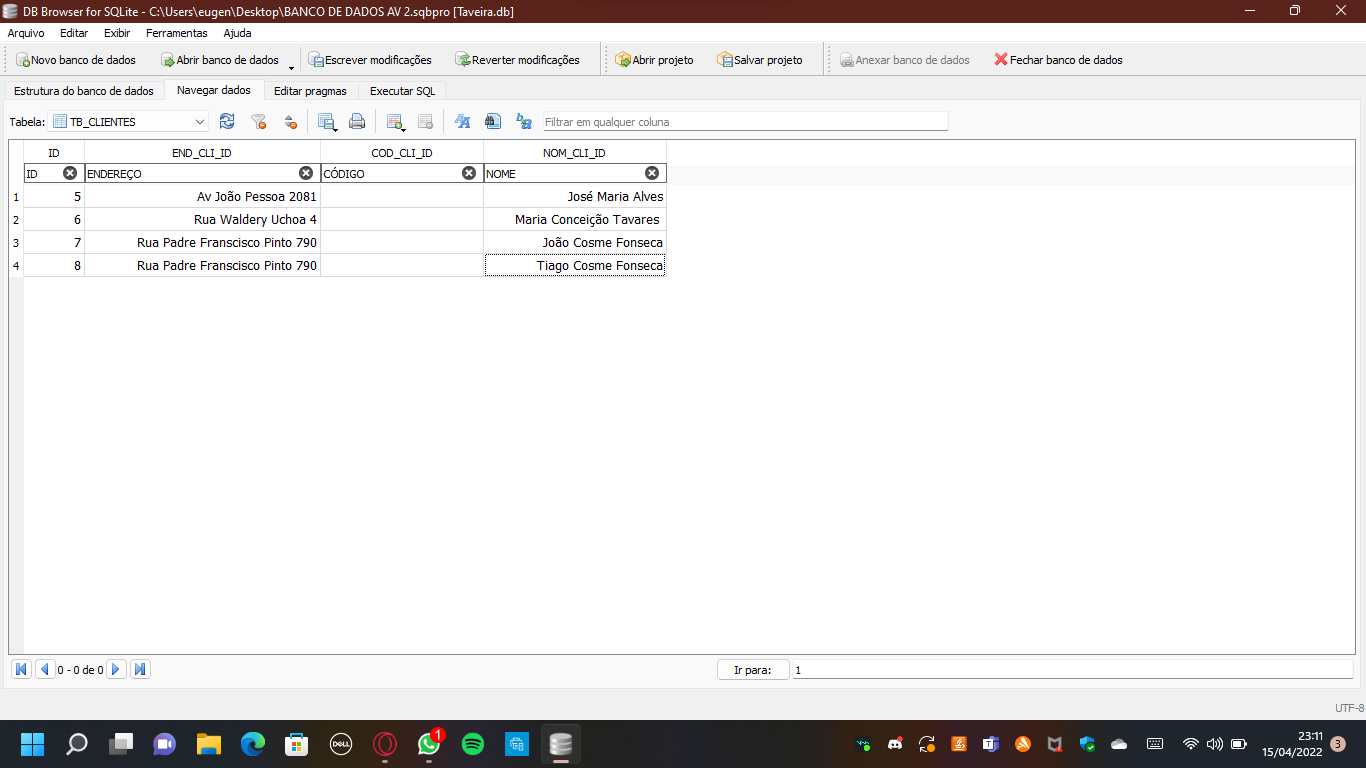 DB Browser for SQLite - C:\Users\eugen\Desktop\BANCO DE DADOS AV 2.sqbpro [Taveira.db]
Arquivo Editar Exibir Ferramentas Ajuda
Novo banco de dados Abrir banco de dados Escrever modificações Reverter modificações Abrir projeto Salvar projeto Anexar banco de dados Fechar banco de dados
Estrutura do banco de dados Navegar dados Editar pragmas Executar SQL
Tabela: TB_CLIENTES Filtrar em qualquer coluna
ID END_CLI_ID COD_CLI_ID NOM_CLI_ID
ID ENDEREÇO CÓDIGO NOME
1 5 Av João Pessoa 2081 José Maria Alves
2 6 Rua Waldery Uchoa 4 Maria Conceição Tavares
3 7 Rua Padre Franscisco Pinto 790 João Cosme Fonseca
4 8 Rua Padre Franscisco Pinto 790 Tiago Cosme Fonseca
0 - 0 de 0 Ir para: 1
UTF-8
DELL 1 23:11
15/04/2022 3